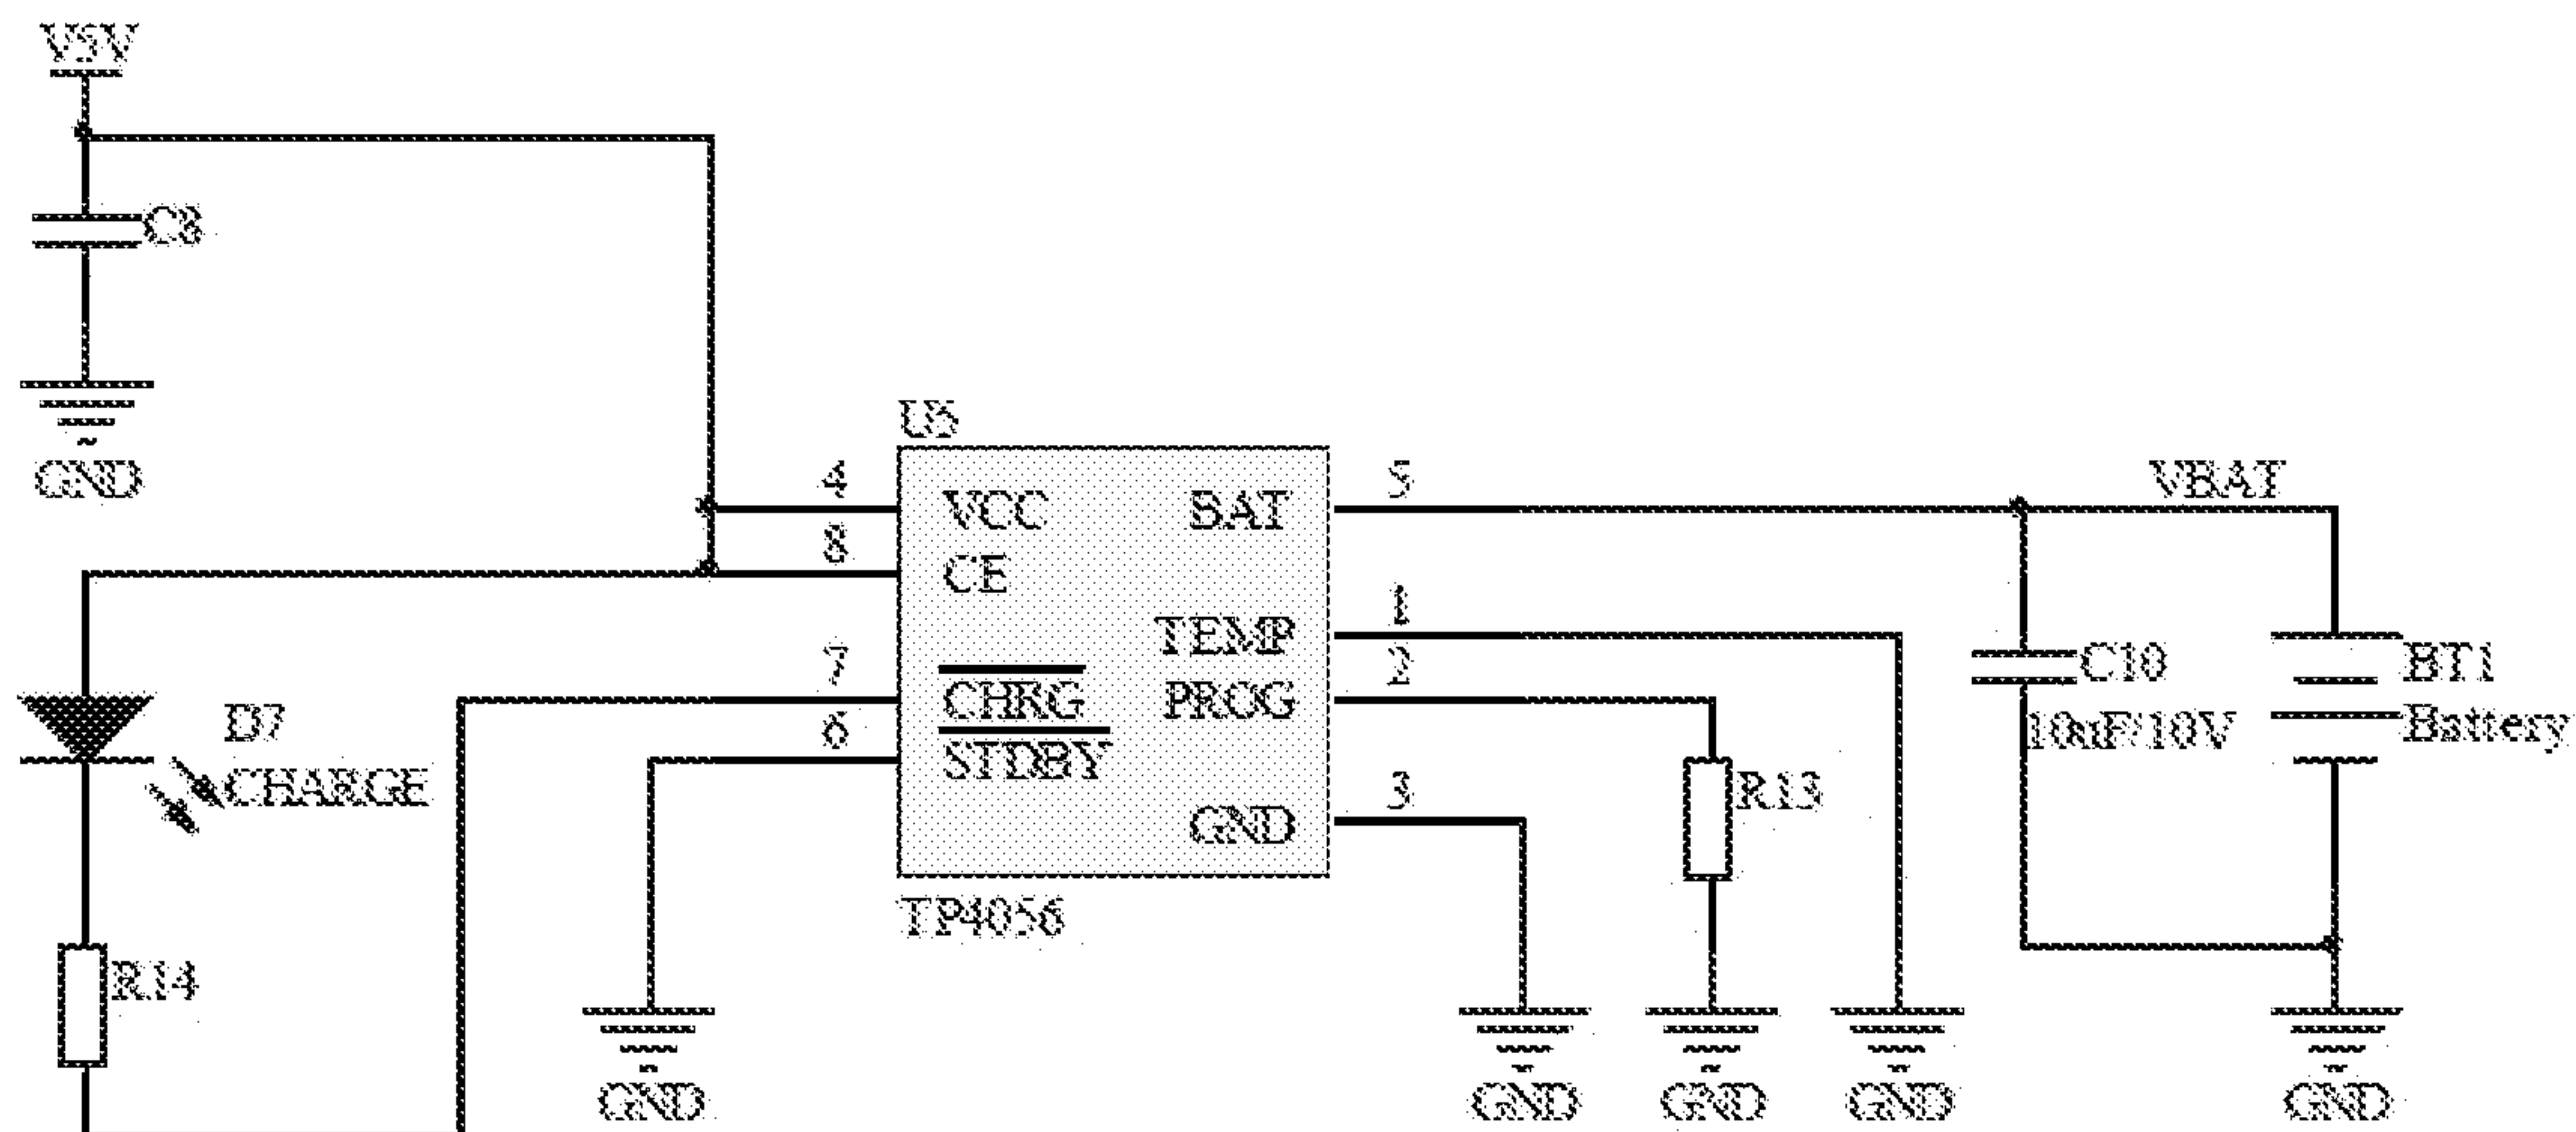 V5V
C8
GND
U6
4
VCC
BAT
5
VBAT
8
CE
1
TEMP
7
2
CHRG
PROG
C10
BT1
D7
6
10uF/10V
Battery
CHARGE
STDBY
3
R13
GND
TP4056
R14
GND
GND
GND
GND
GND